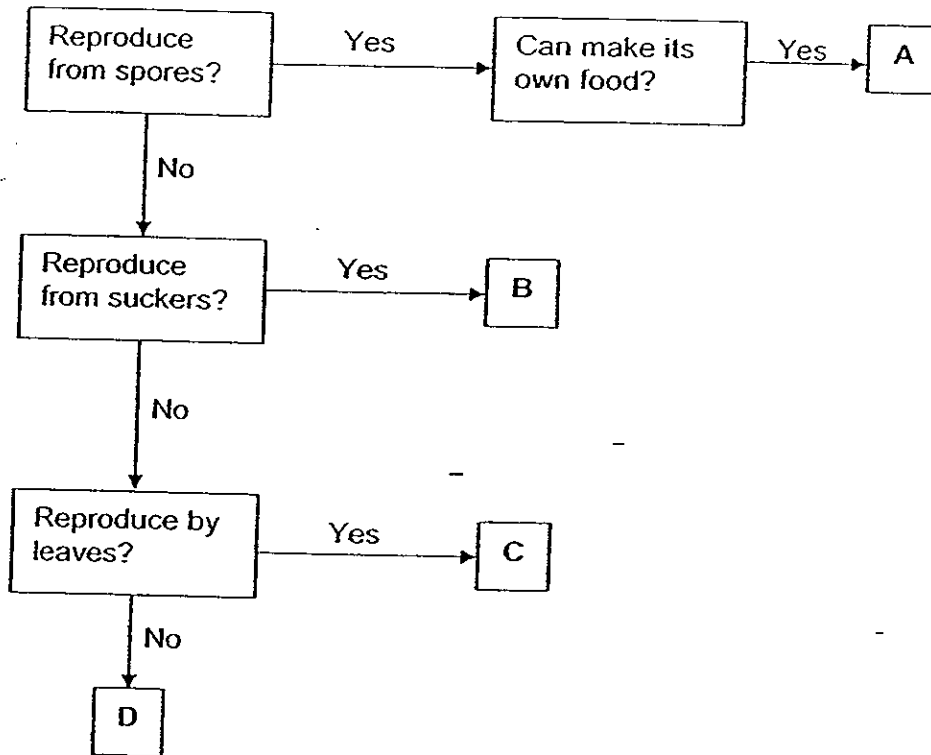 Reproduce
from spores?
Yes
Can make its
own food?
Yes
A
No
Reproduce
from suckers?
Yes
B
No
Reproduce by
leaves?
Yes
C
No
D